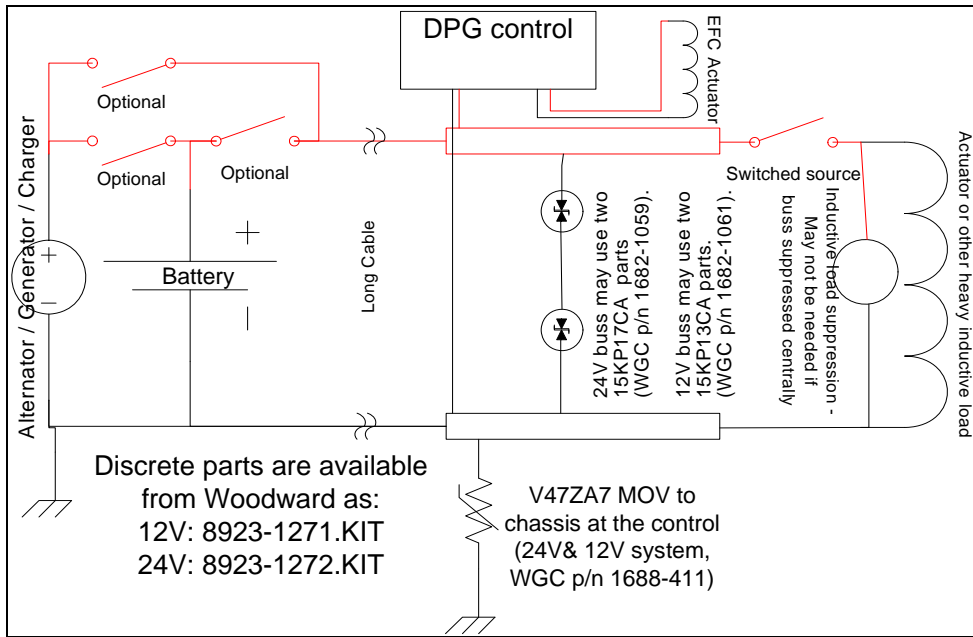 DPG control
EFC Actuator
Optional
Optional
Optional
Switched source
Alternator / Generator / Charger
+
−
Battery
+
−
Long Cable
24V buss may use two
15KP17CA parts
(WGC p/n 1682-1059).
12V buss may use two
15KP13CA parts.
(WGC p/n 1682-1061).
Inductive load suppression -
May not be needed if
buss suppressed centrally
Actuator or other heavy inductive load
Discrete parts are available
from Woodward as:
12V: 8923-1271.KIT
24V: 8923-1272.KIT
V47ZA7 MOV to
chassis at the control
(24V& 12V system,
WGC p/n 1688-411)